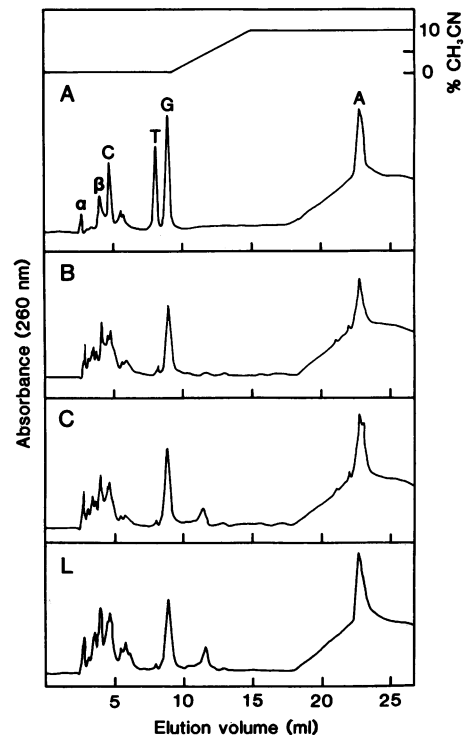 10
0
% CH₃CN
A
α
β
C
T
G
A
B
C
L
Absorbance (260 nm)
5
10
15
20
25
Elution volume (ml)